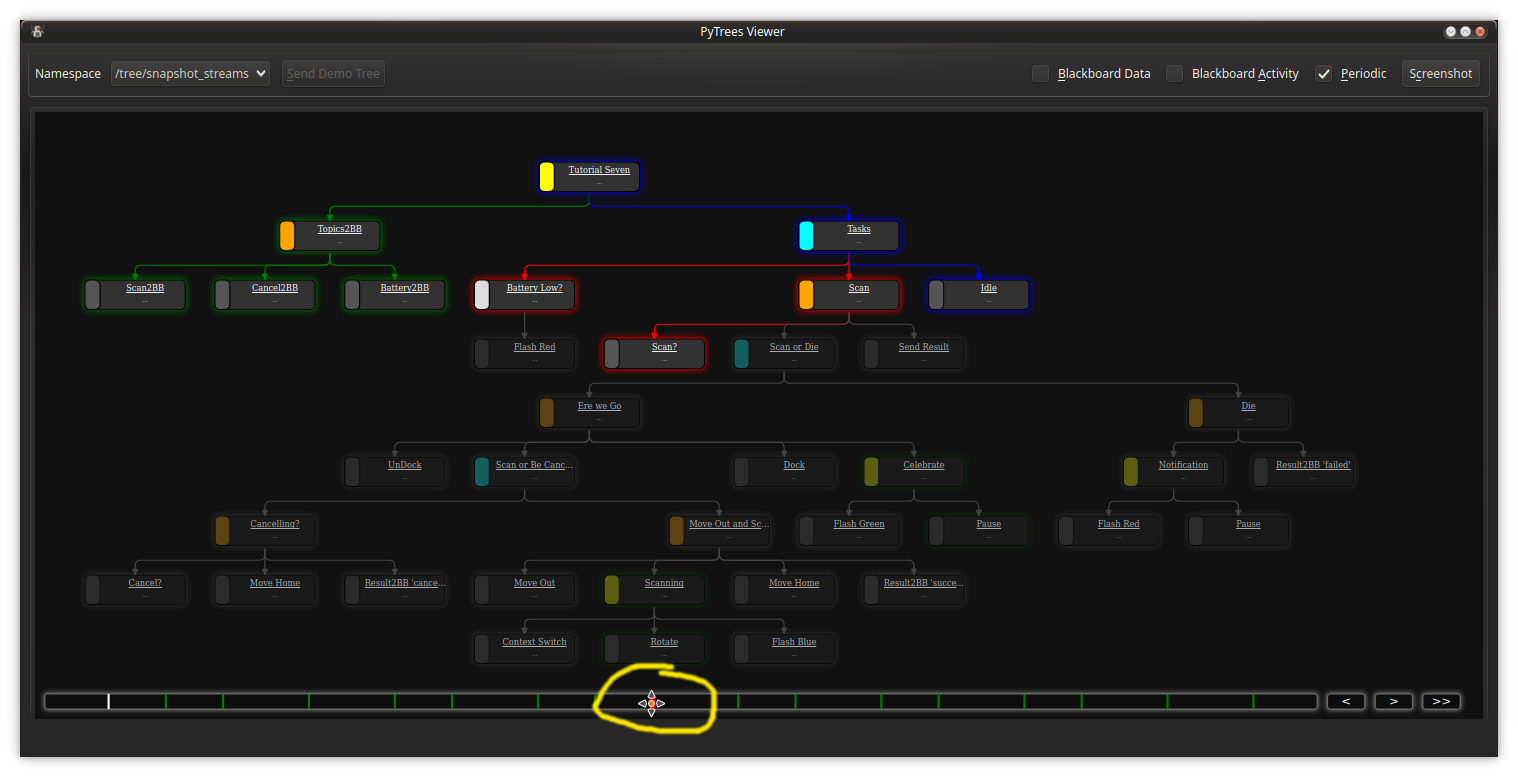 PyTrees Viewer
Namespace /tree/snapshot_streams Send Demo Tree Blackboard Data Blackboard Activity Periodic Screenshot
Tutorial Seven
...
Topics2BB Tasks
... ...
Scan2BB Cancel2BB Battery2BB Battery Low? Scan Idle
... ... ... ... ... ...
Flash Red Scan? Scan or Die Send Result
... ... ... ...
Ere we Go Die
... ...
UnDock Scan or Be Canc... Dock Celebrate Notification Result2BB 'failed'
... ... ... ... ... ...
Cancelling? Move Out and Sc... Flash Green Pause Flash Red Pause
... ... ... ... ... ...
Cancel? Move Home Result2BB 'cance... Move Out Scanning Move Home Result2BB 'succe...
... ... ... ... ... ... ...
Context Switch Rotate Flash Blue
... ... ...
< > >>